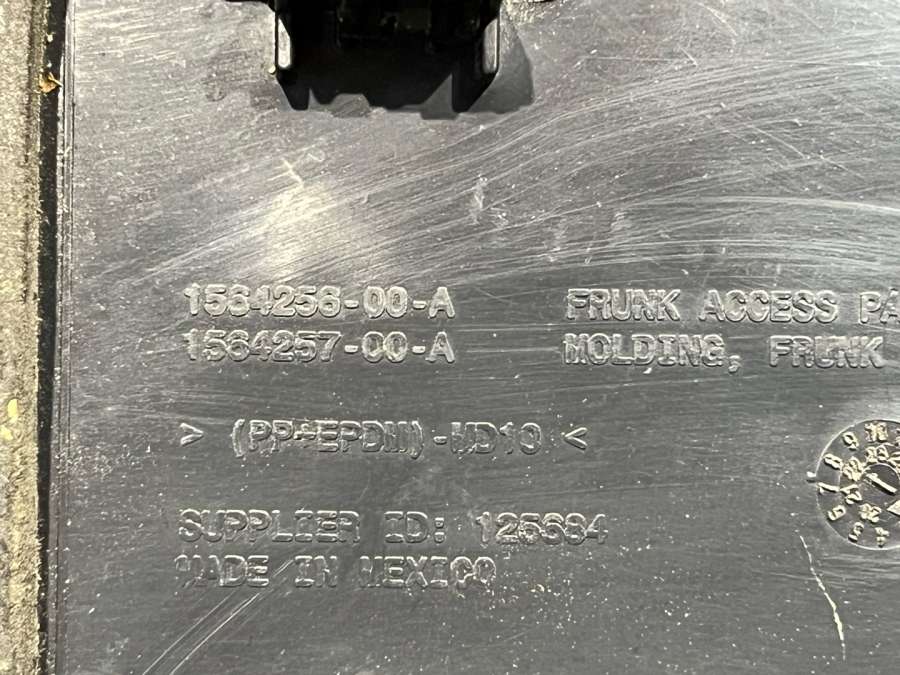 1564256-00-A FRUNK ACCESS PA
1564257-00-A MOLDING, FRUNK
> (PP+EPDM)-MD10 <
SUPPLIER ID: 125684
MADE IN MEXICO